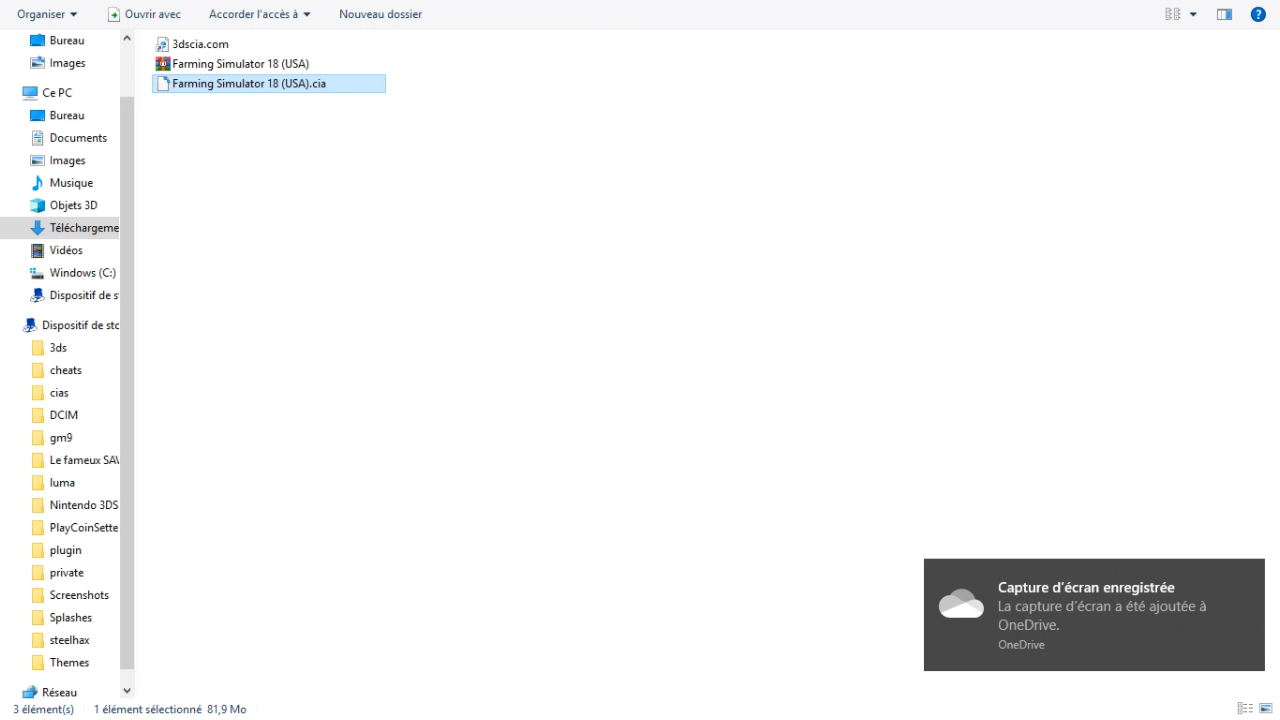 Organiser
Ouvrir avec
Accorder l'accès à
Nouveau dossier
Bureau
Images
Ce PC
Bureau
Documents
Images
Musique
Objets 3D
Téléchargeme
Vidéos
Windows (C:)
Dispositif de s
Dispositif de sto
3ds
cheats
cias
DCIM
gm9
Le fameux SAV
luma
Nintendo 3DS
PlayCoinSette
plugin
private
Screenshots
Splashes
steelhax
Themes
Réseau
3dscia.com
Farming Simulator 18 (USA)
Farming Simulator 18 (USA).cia
Capture d'écran enregistrée
La capture d'écran a été ajoutée à
OneDrive.
OneDrive
3 élément(s)
1 élément sélectionné 81,9 Mo